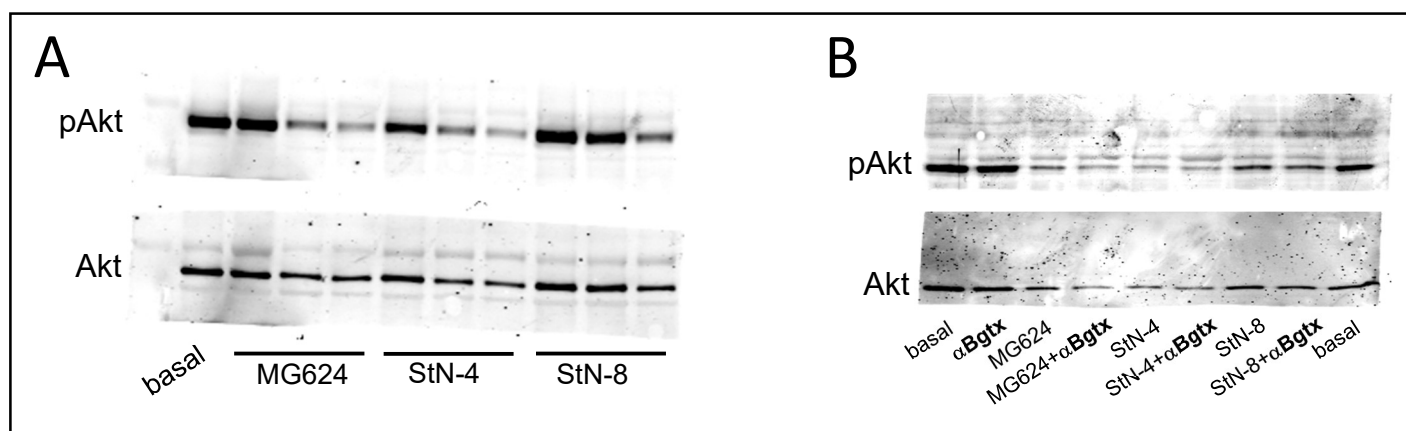 A
pAkt
Akt
basal
MG624
StN-4
StN-8
B
pAkt
Akt
basal
αBgtx
MG624
MG624+αBgtx
StN-4
StN-4+αBgtx
StN-8
StN-8+αBgtx
basal